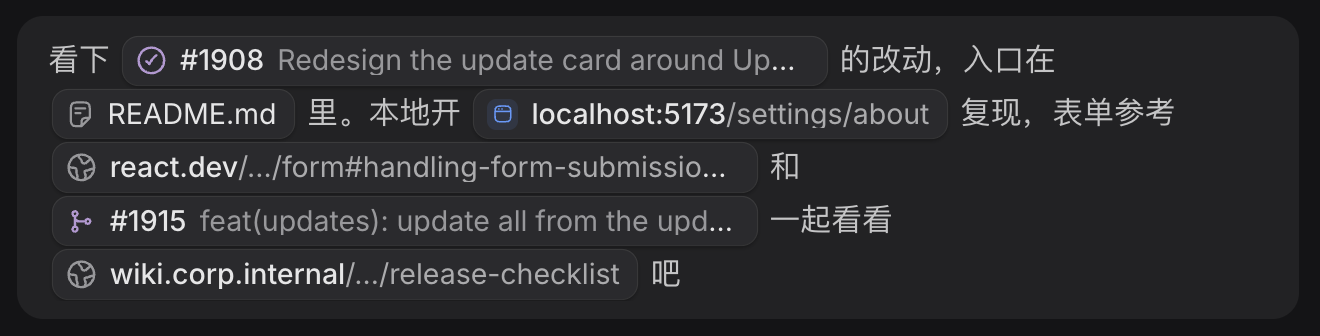 看下 #1908 Redesign the update card around Up... 的改动，入口在
README.md 里。本地开 localhost:5173/settings/about 复现，表单参考
react.dev/.../form#handling-form-submissio... 和
#1915 feat(updates): update all from the upd... 一起看看
wiki.corp.internal/.../release-checklist 吧